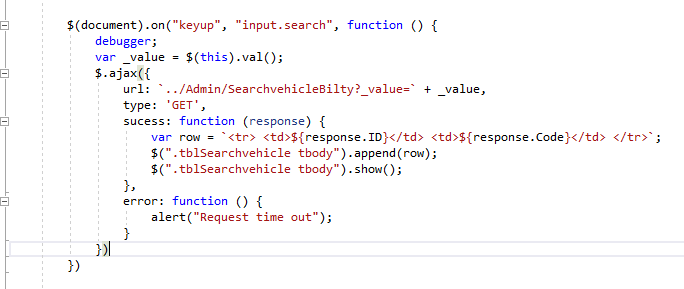 $(document).on("keyup", "input.search", function () {
debugger;
var _value = $(this).val();
$.ajax({
url: `../Admin/SearchvehicleBilty?_value=` + _value,
type: 'GET',
sucess: function (response) {
var row = `<tr> <td>${response.ID}</td> <td>${response.Code}</td> </tr>`;
$(".tblSearchvehicle tbody").append(row);
$(".tblSearchvehicle tbody").show();
},
error: function () {
alert("Request time out");
}
})
})